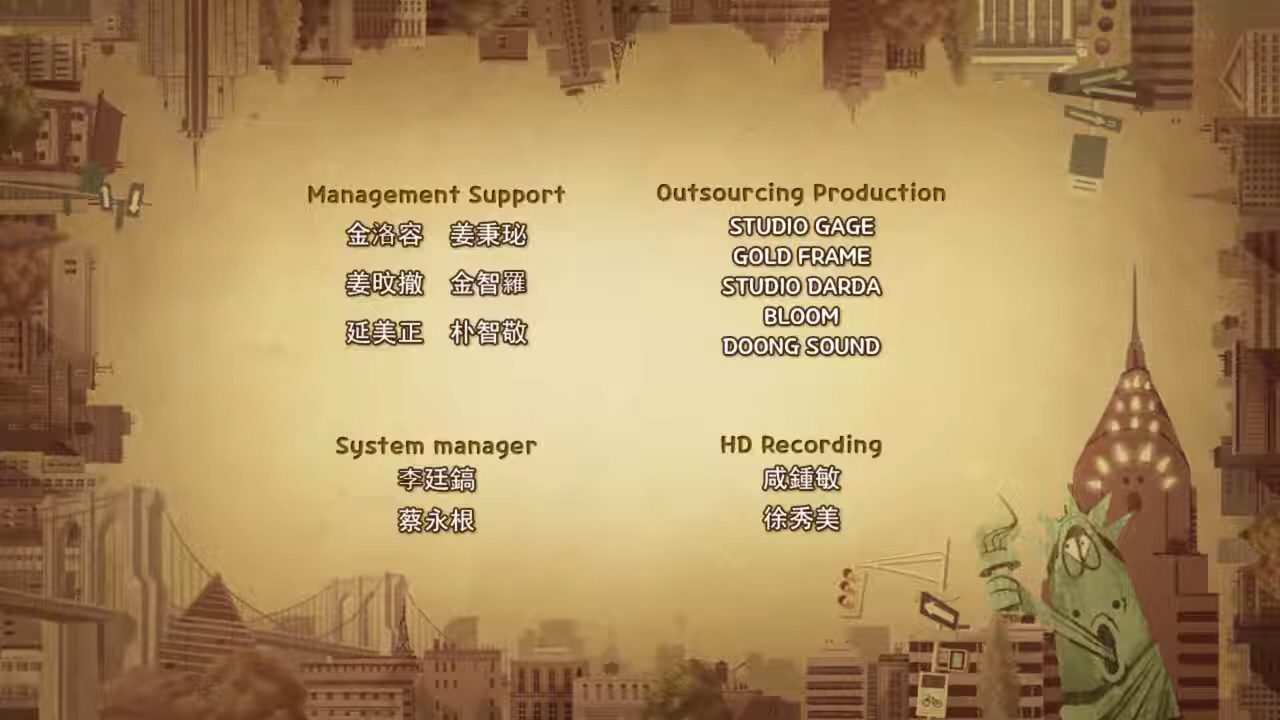 Management Support
金洛容 姜秉珌
姜旼撤 金智羅
延美正 朴智敬
Outsourcing Production
STUDIO GAGE
GOLD FRAME
STUDIO DARDA
BLOOM
DOONG SOUND
System manager
李廷鎬
蔡永根
HD Recording
咸鍾敏
徐秀美